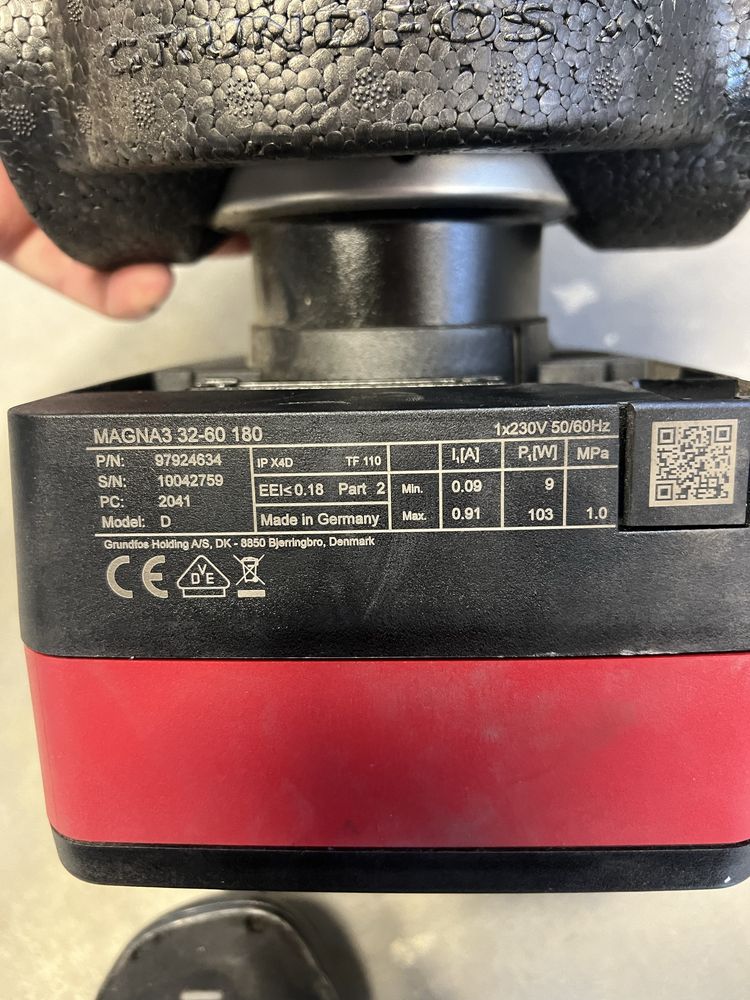 GRUNDFOS
MAGNA3 32-60 180
1x230V 50/60Hz
P/N: 97924634
S/N: 10042759
PC: 2041
Model: D
IP X4D TF 110
EEI≤0.18 Part 2
Made in Germany
I₁[A] P₁[W] MPa
Min. 0.09 9
Max. 0.91 103 1.0
Grundfos Holding A/S, DK - 8850 Bjerringbro, Denmark
CE VDE